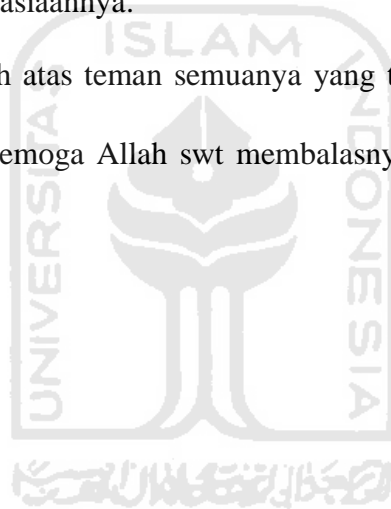 asiaannya.
ISLAM
h atas teman semuanya yang t
emoga Allah swt membalasny
UNIVERSITAS
INDONESIA